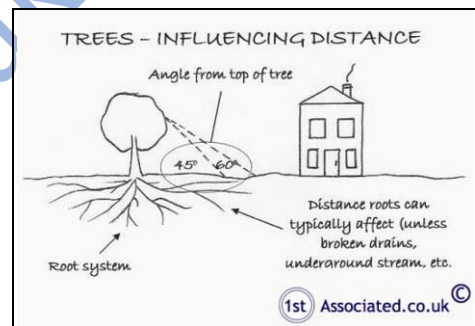 TREES – INFLUENCING DISTANCE
Angle from top of tree
45°
60°
Distance roots can
typically affect (unless
broken drains,
underaround stream, etc.
Root system
1st Associated.co.uk ©